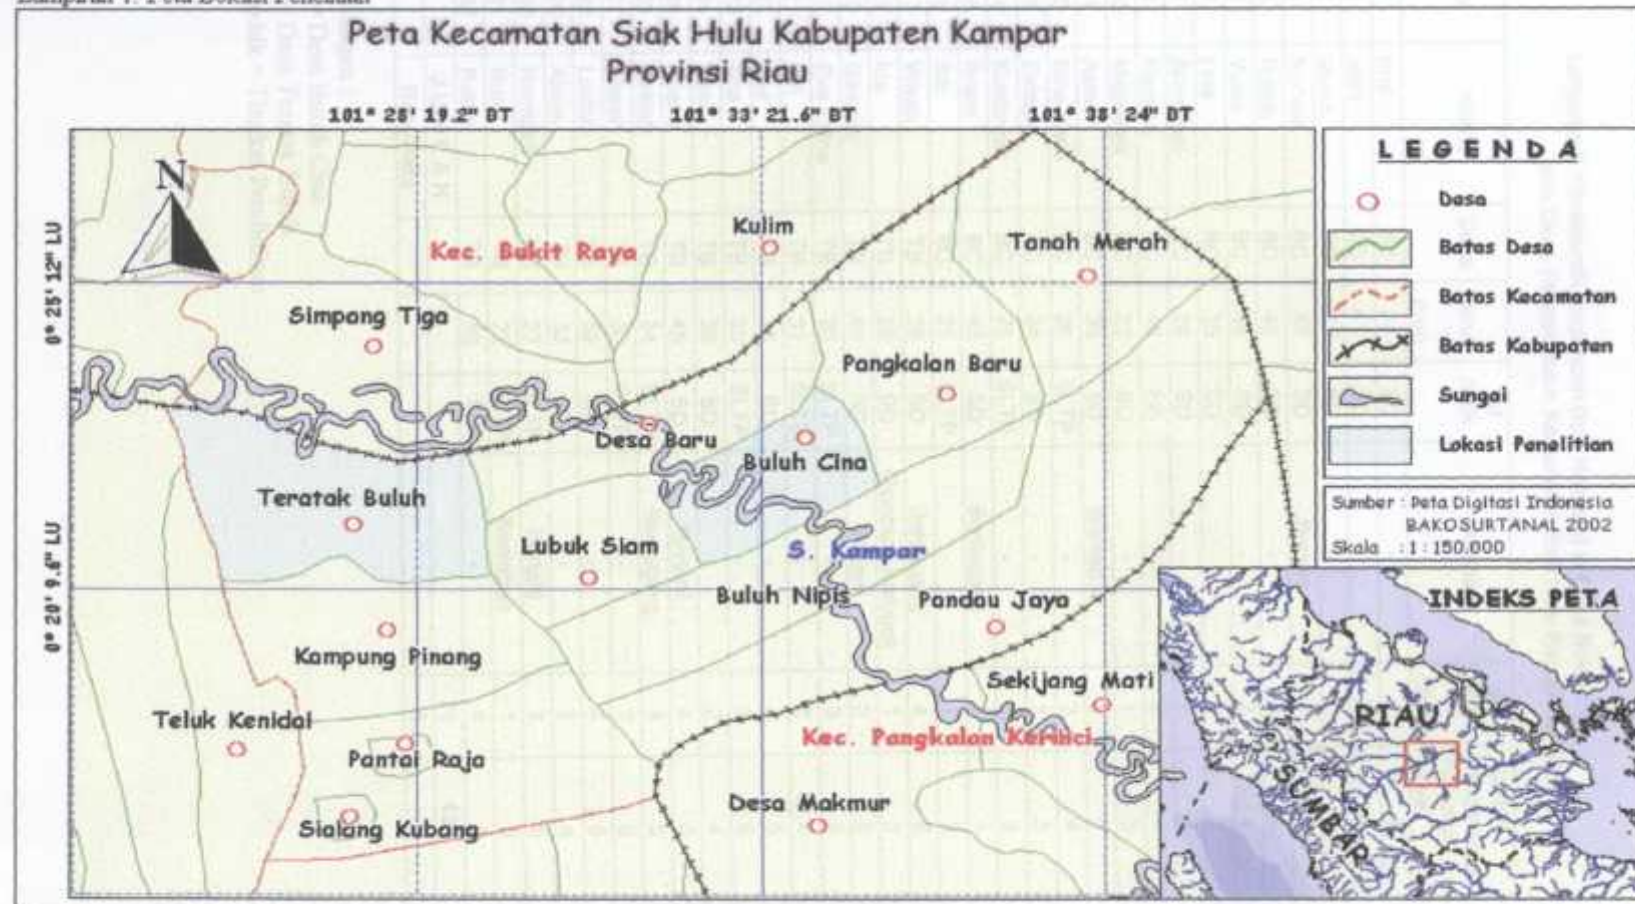 Peta Kecamatan Siak Hulu Kabupaten Kampar
Provinsi Riau
101° 28' 19.2" BT
101° 33' 21.6" BT
101° 38' 24" BT
0° 25' 12" LU
0° 20' 9.6" LU
N
Kec. Bukit Raya
Kulim
Tanah Merah
Simpang Tiga
Pangkalan Baru
Desa Baru
Buluh Cina
Teratak Buluh
Lubuk Siam
S. Kampar
Buluh Nipis
Pandau Jaya
Kampung Pinang
Sekijang Mati
Teluk Kenidai
Kec. Pangkalan Kerinci
Pantai Raja
Desa Makmur
Sialang Kubang
LEGENDA
Desa
Batas Desa
Batas Kecamatan
Batas Kabupaten
Sungai
Lokasi Penelitian
Sumber : Peta Digitasi Indonesia
BAKOSURTANAL 2002
Skala : 1 : 150.000
INDEKS PETA
RIAU
SUMBAR